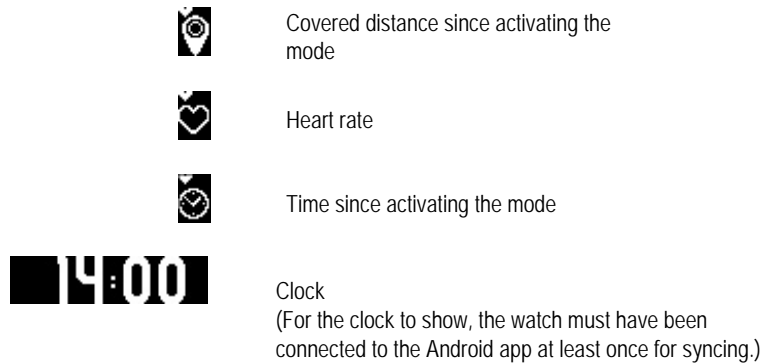 Covered distance since activating the
mode
Heart rate
Time since activating the mode
14:00
Clock
(For the clock to show, the watch must have been
connected to the Android app at least once for syncing.)